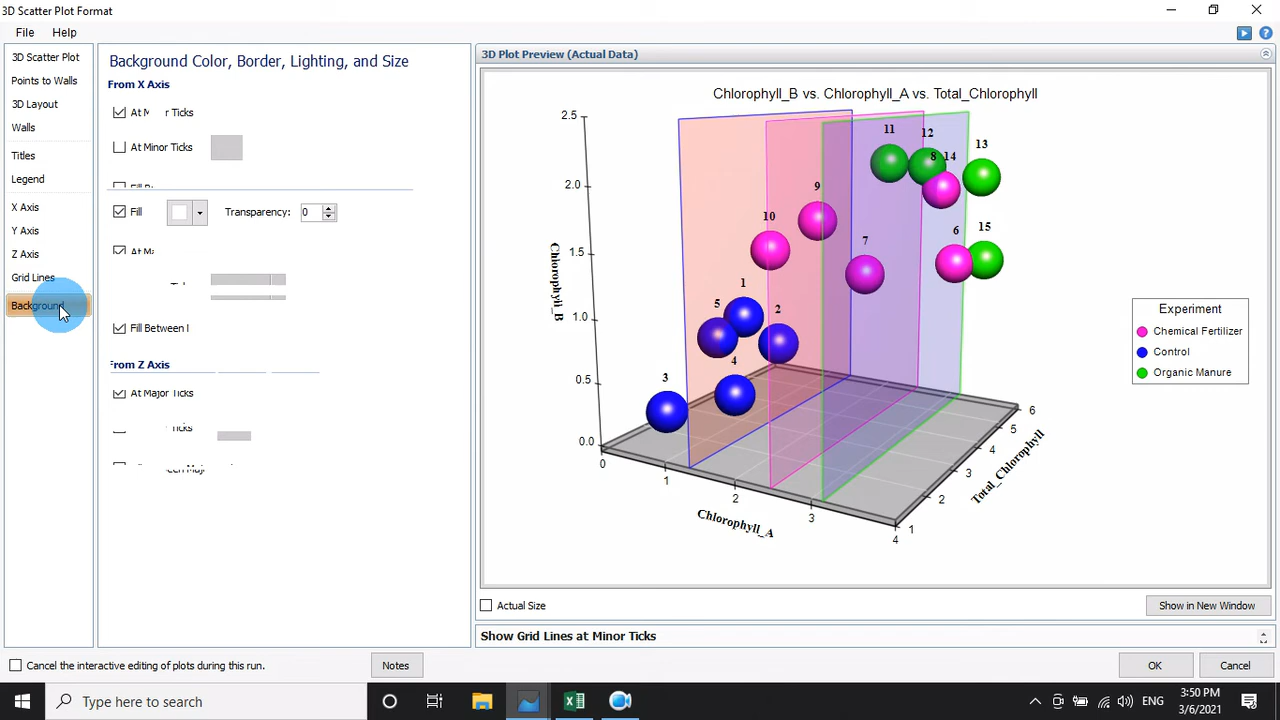 3D Scatter Plot Format
File Help
3D Scatter Plot
Points to Walls
3D Layout
Walls
Titles
Legend
X Axis
Y Axis
Z Axis
Grid Lines
Background
Background Color, Border, Lighting, and Size
From X Axis
At M
r Ticks
At Minor Ticks
Fill
Transparency: 0
At Ma
Fill Between
From Z Axis
At Major Ticks
Ticks
3D Plot Preview (Actual Data)
Chlorophyll_B vs. Chlorophyll_A vs. Total_Chlorophyll
2.5
2.0
1.5
1.0
0.5
0.0
Chlorophyll_B
0
1
2
3
4
Chlorophyll_A
1
2
3
4
5
6
Total_Chlorophyll
11
12
13
8
14
9
10
7
6
15
1
5
2
4
3
Experiment
Chemical Fertilizer
Control
Organic Manure
Actual Size
Show in New Window
Show Grid Lines at Minor Ticks
Cancel the interactive editing of plots during this run.
Notes
OK
Cancel
Type here to search
ENG
3:50 PM
3/6/2021